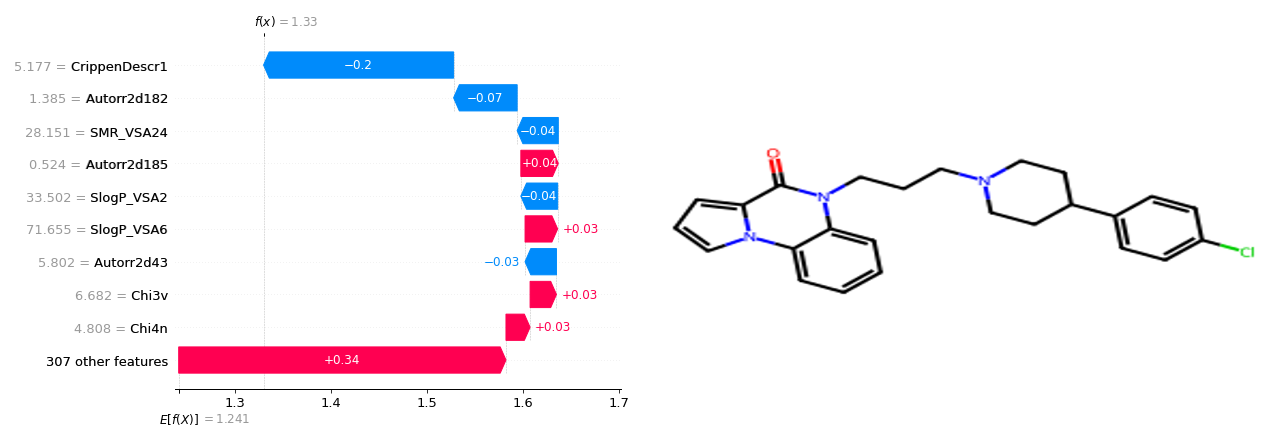 f(x) = 1.33
5.177 = CrippenDescr1
−0.2
1.385 = Autorr2d182
−0.07
28.151 = SMR_VSA24
−0.04
0.524 = Autorr2d185
+0.04
33.502 = SlogP_VSA2
−0.04
71.655 = SlogP_VSA6
+0.03
5.802 = Autorr2d43
−0.03
6.682 = Chi3v
+0.03
4.808 = Chi4n
+0.03
307 other features
+0.34
1.3 1.4 1.5 1.6 1.7
E[f(X)] = 1.241
O
N
N
N
Cl